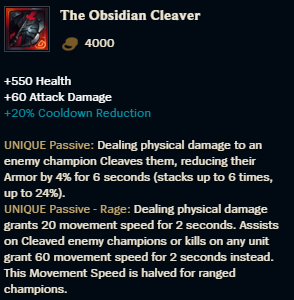 The Obsidian Cleaver
4000
+550 Health
+60 Attack Damage
+20% Cooldown Reduction
UNIQUE Passive: Dealing physical damage to an
enemy champion Cleaves them, reducing their
Armor by 4% for 6 seconds (stacks up to 6 times,
up to 24%).
UNIQUE Passive - Rage: Dealing physical damage
grants 20 movement speed for 2 seconds. Assists
on Cleaved enemy champions or kills on any unit
grant 60 movement speed for 2 seconds instead.
This Movement Speed is halved for ranged
champions.